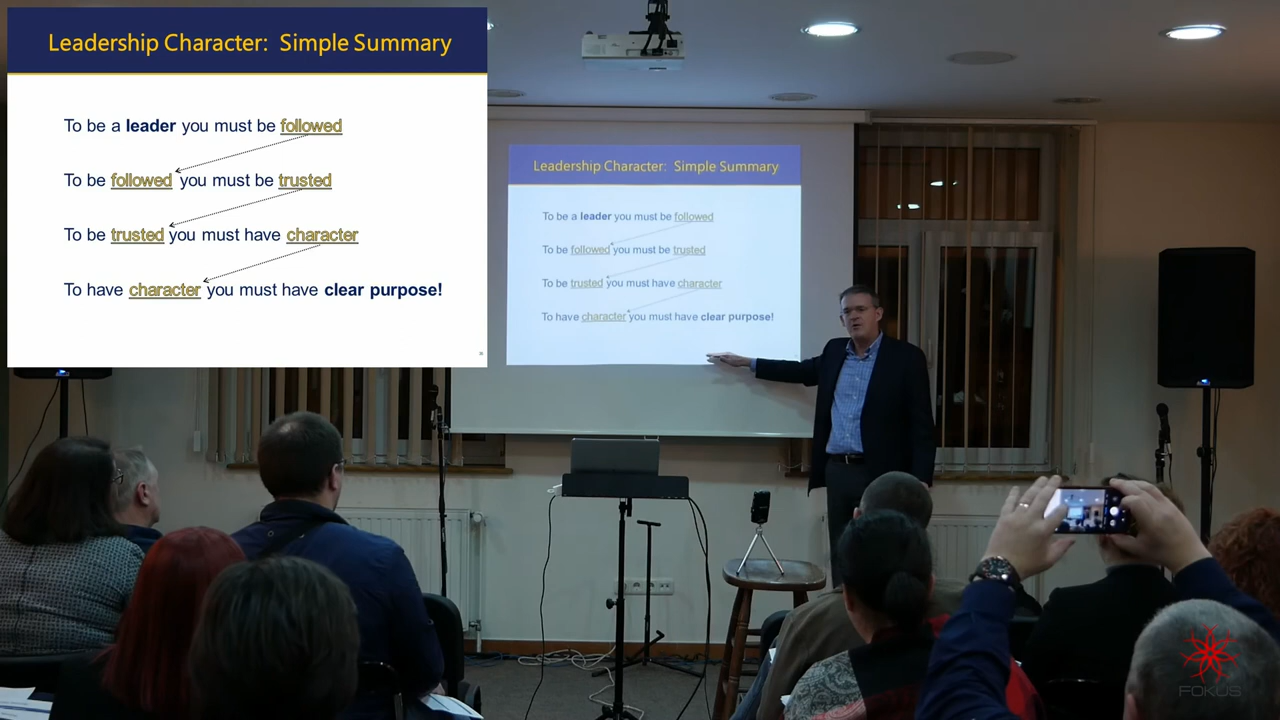 Leadership Character: Simple Summary
To be a leader you must be followed
To be followed you must be trusted
To be trusted you must have character
To have character you must have clear purpose!
Leadership Character: Simple Summary
To be a leader you must be followed
To be followed you must be trusted
To be trusted you must have character
To have character you must have clear purpose!
FOKUS